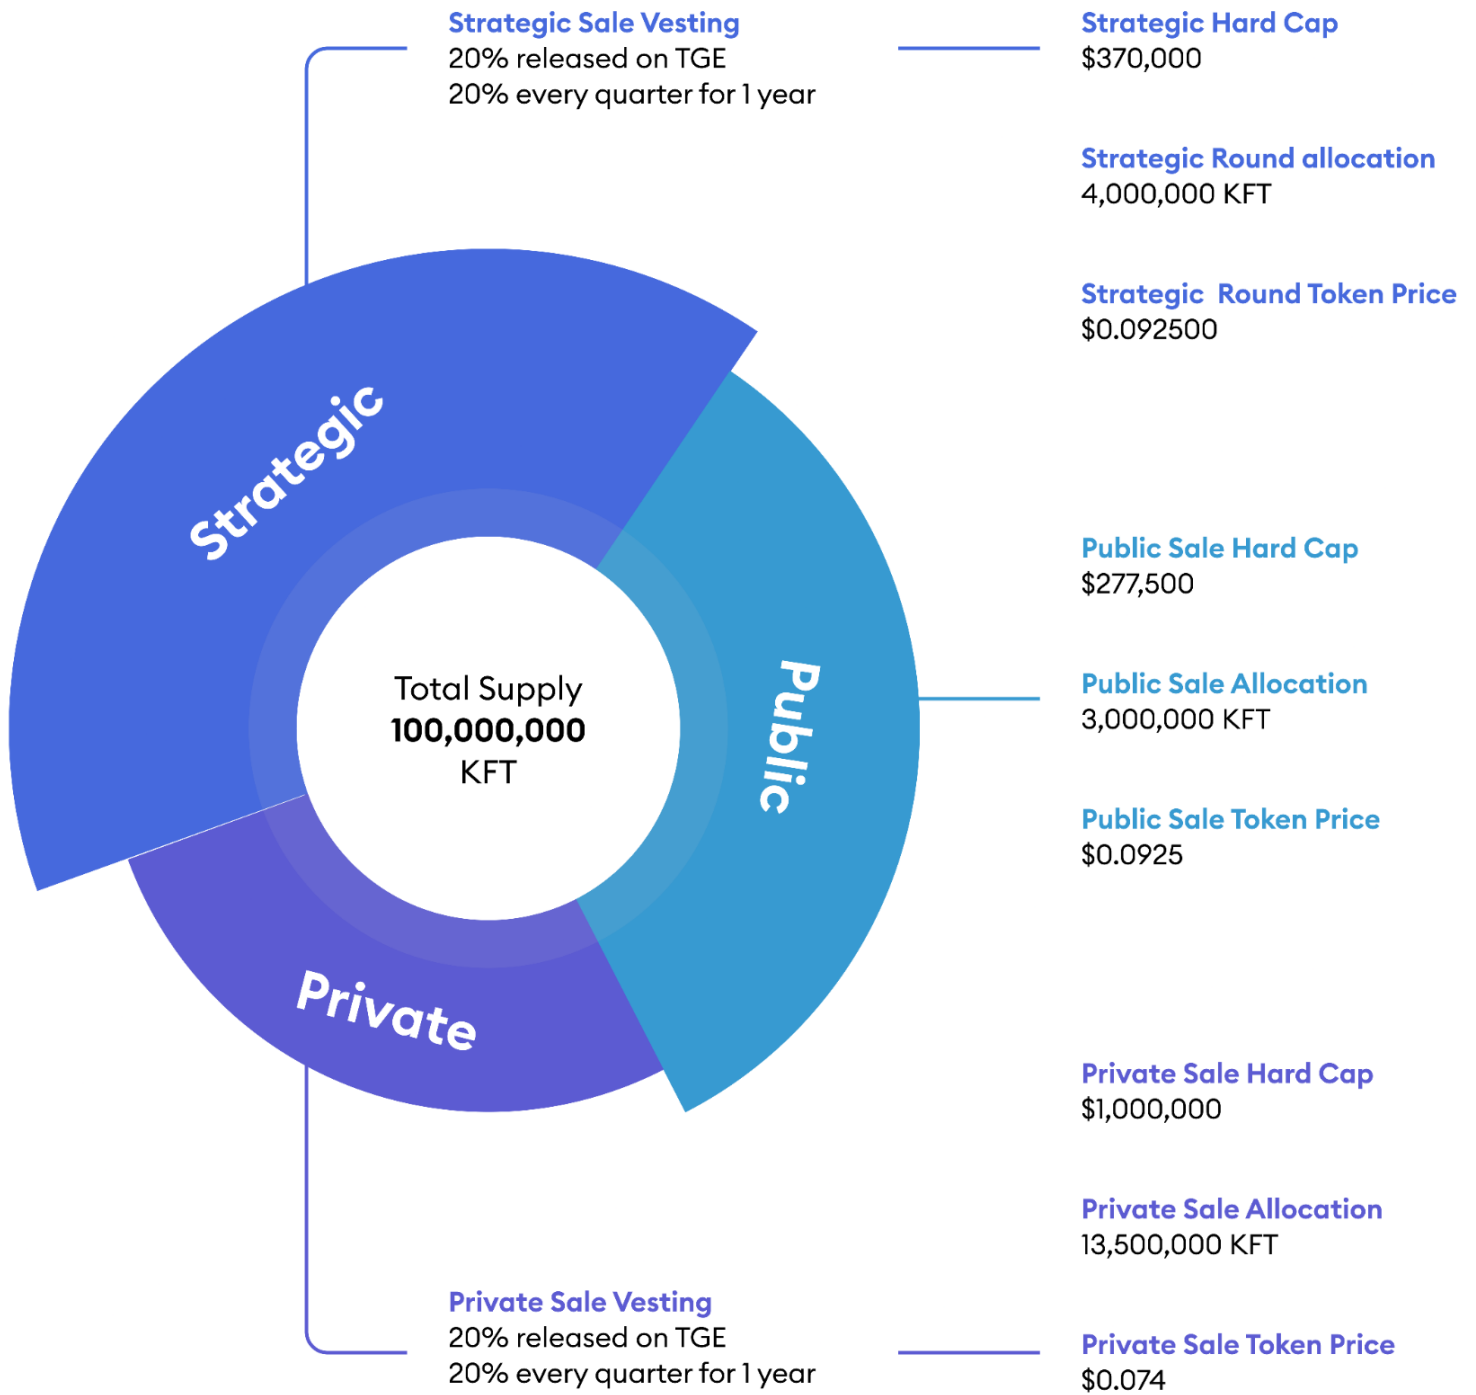 Strategic Sale Vesting
20% released on TGE
20% every quarter for 1 year
Strategic Hard Cap
$370,000
Strategic Round allocation
4,000,000 KFT
Strategic Round Token Price
$0.092500
Strategic
Public
Private
Total Supply
100,000,000
KFT
Public Sale Hard Cap
$277,500
Public Sale Allocation
3,000,000 KFT
Public Sale Token Price
$0.0925
Private Sale Hard Cap
$1,000,000
Private Sale Allocation
13,500,000 KFT
Private Sale Vesting
20% released on TGE
20% every quarter for 1 year
Private Sale Token Price
$0.074